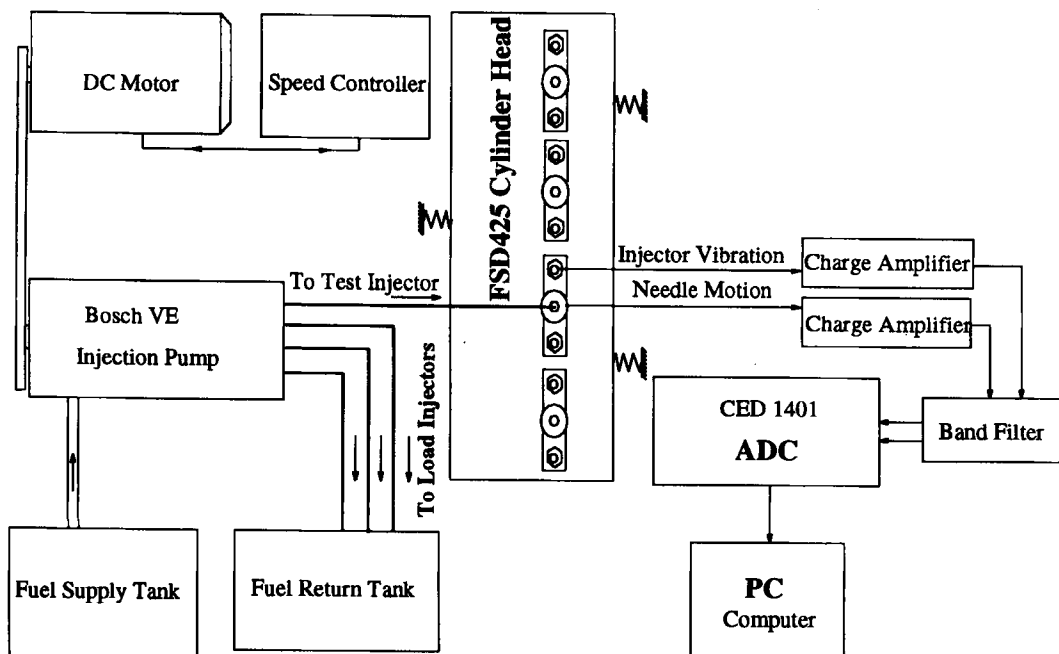 DC Motor
Speed Controller
FSD425 Cylinder Head
Injector Vibration
Charge Amplifier
To Test Injector
Needle Motion
Charge Amplifier
Bosch VE
Injection Pump
To Load Injectors
CED 1401
ADC
Band Filter
Fuel Supply Tank
Fuel Return Tank
PC
Computer